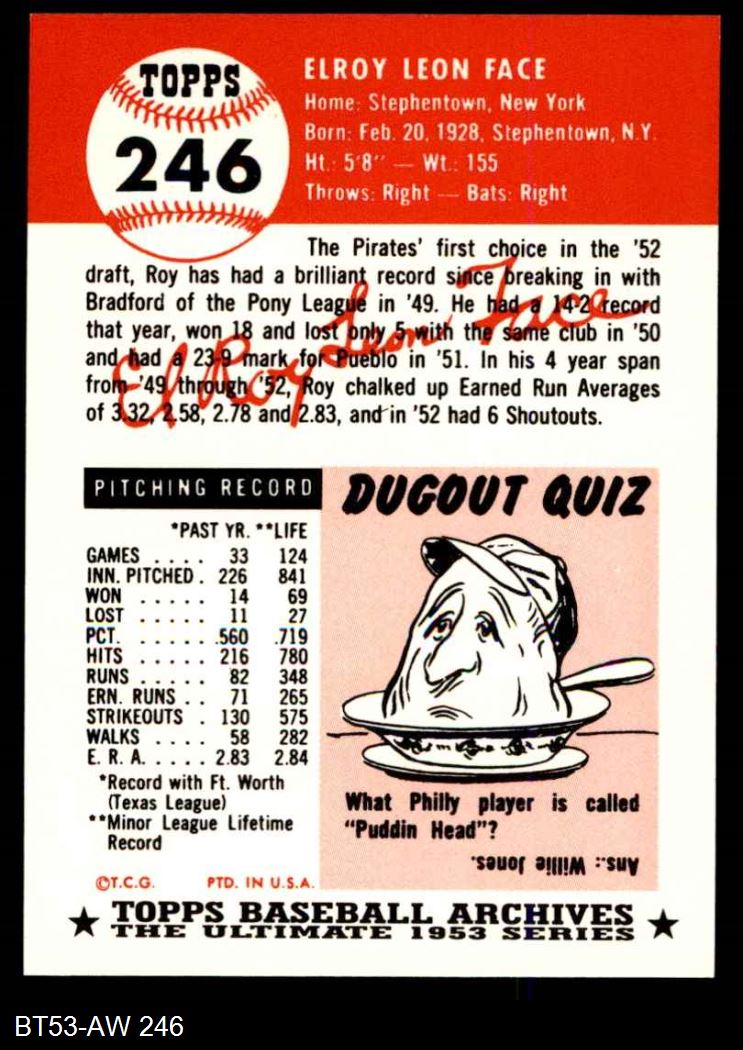 TOPPS
246
ELROY LEON FACE
Home: Stephentown, New York
Born: Feb. 20, 1928, Stephentown, N.Y.
Ht.: 5'8" — Wt.: 155
Throws: Right — Bats: Right
The Pirates' first choice in the '52
draft, Roy has had a brilliant record since breaking in with
Bradford of the Pony League in '49. He had a 14-2 record
that year, won 18 and lost only 5 with the same club in '50
and had a 23-9 mark for Pueblo in '51. In his 4 year span
from '49 through '52, Roy chalked up Earned Run Averages
of 3.32, 2.58, 2.78 and 2.83, and in '52 had 6 Shoutouts.
El Roy Leon Face
PITCHING RECORD
*PAST YR. **LIFE
GAMES .... 33 124
INN. PITCHED . 226 841
WON ..... 14 69
LOST ..... 11 27
PCT. ..... .560 .719
HITS ..... 216 780
RUNS ..... 82 348
ERN. RUNS .. 71 265
STRIKEOUTS . 130 575
WALKS .... 58 282
E. R. A. .... 2.83 2.84
*Record with Ft. Worth
(Texas League)
**Minor League Lifetime
Record
©T.C.G. PTD. IN U.S.A.
DUGOUT QUIZ
What Philly player is called
"Puddin Head"?
Ans.: Willie Jones.
★ TOPPS BASEBALL ARCHIVES ★
THE ULTIMATE 1953 SERIES
BT53-AW 246